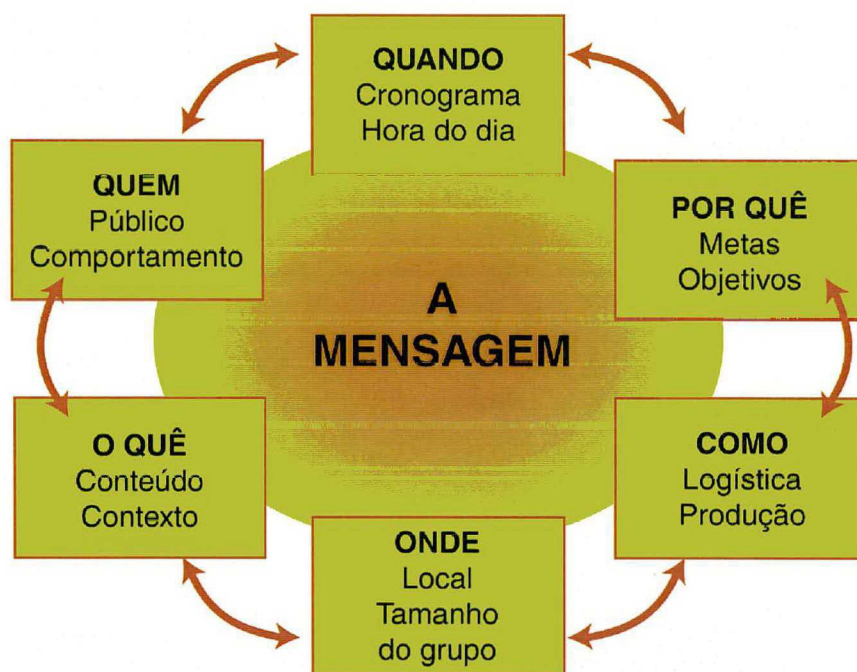 QUANDO
Cronograma
Hora do dia
QUEM
Público
Comportamento
POR QUÊ
Metas
Objetivos
A
MENSAGEM
O QUÊ
Conteúdo
Contexto
COMO
Logística
Produção
ONDE
Local
Tamanho
do grupo